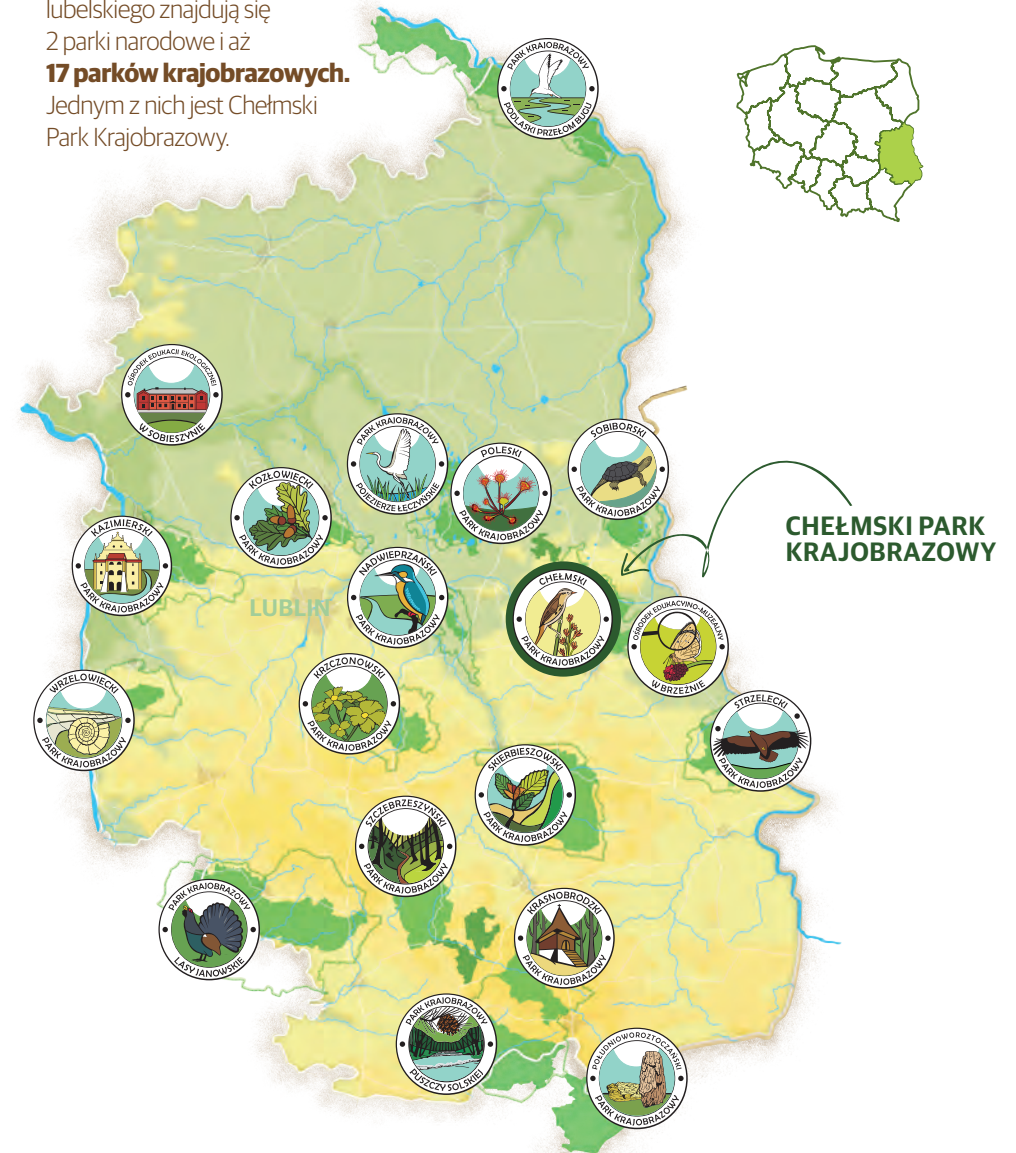 lubelskiego znajdują się
2 parki narodowe i aż
17 parków krajobrazowych.
Jednym z nich jest Chełmski
Park Krajobrazowy.
PARK KRAJOBRAZOWY
PODLASKI PRZEŁOM BUGU
OŚRODEK EDUKACJI EKOLOGICZNEJ
W SOBIESZYNIE
PARK KRAJOBRAZOWY
POJEZIERZE ŁĘCZYŃSKIE
POLESKI
PARK KRAJOBRAZOWY
SOBIBORSKI
PARK KRAJOBRAZOWY
KOZŁOWIECKI
PARK KRAJOBRAZOWY
KAZIMIERSKI
PARK KRAJOBRAZOWY
CHEŁMSKI PARK
KRAJOBRAZOWY
LUBLIN
NADWIEPRZAŃSKI
PARK KRAJOBRAZOWY
CHEŁMSKI
PARK KRAJOBRAZOWY
OŚRODEK EDUKACYJNO-MUZEALNY
W BRZEŹNIE
WRZELOWIECKI
PARK KRAJOBRAZOWY
KRZCZONOWSKI
PARK KRAJOBRAZOWY
STRZELECKI
PARK KRAJOBRAZOWY
SKIERBIESZOWSKI
PARK KRAJOBRAZOWY
SZCZEBRZESZYŃSKI
PARK KRAJOBRAZOWY
PARK KRAJOBRAZOWY
LASY JANOWSKIE
KRASNOBRODZKI
PARK KRAJOBRAZOWY
PARK KRAJOBRAZOWY
PUSZCZY SOLSKIEJ
POŁUDNIOWOROZTOCZAŃSKI
PARK KRAJOBRAZOWY